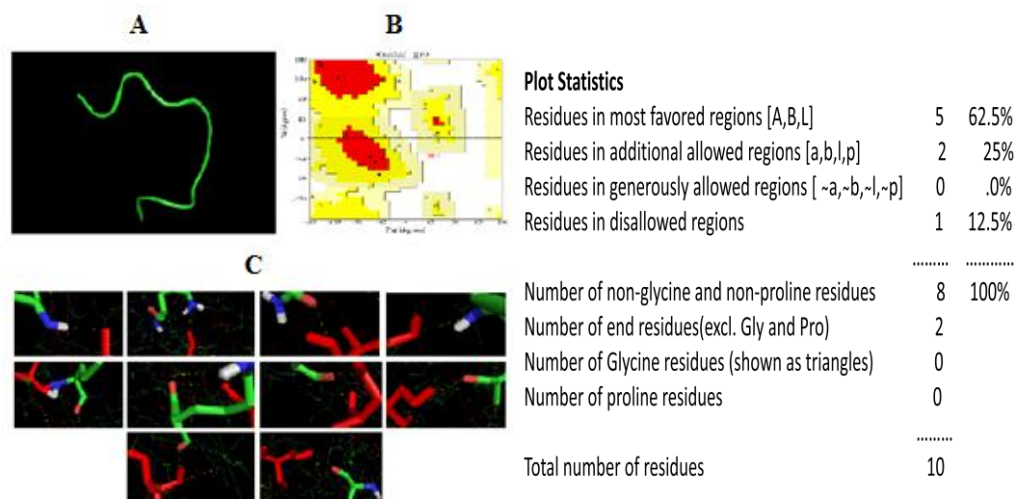 A
B
Plot Statistics
Residues in most favored regions [A,B,L] 5 62.5%
Residues in additional allowed regions [a,b,l,p] 2 25%
Residues in generously allowed regions [ ~a,~b,~l,~p] 0 .0%
Residues in disallowed regions 1 12.5%
......... ............
C
Number of non-glycine and non-proline residues 8 100%
Number of end residues(excl. Gly and Pro) 2
Number of Glycine residues (shown as triangles) 0
Number of proline residues 0
.........
Total number of residues 10